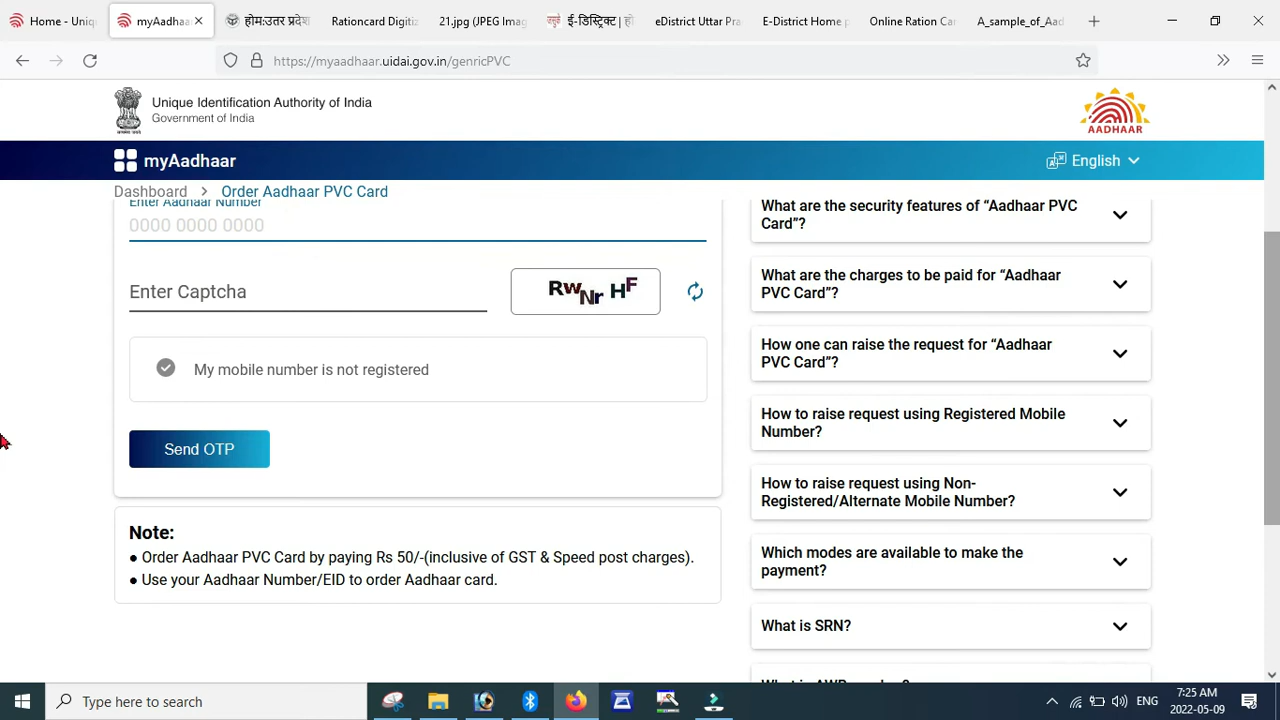 Home - Uniq
myAadhaa
होम:उतर प्रदेश
Rationcard Digitiz
21.jpg (JPEG Imag
ई-डिस्ट्रिक्ट | हो
eDistrict Uttar Pra
E-District Home p
Online Ration Car
A_sample_of_Aad
https://myaadhaar.uidai.gov.in/genricPVC
Unique Identification Authority of India
Government of India
AADHAAR
myAadhaar
English
Dashboard > Order Aadhaar PVC Card
Enter Aadhaar Number
0000 0000 0000
Enter Captcha
RwNr HF
My mobile number is not registered
Send OTP
Note:
● Order Aadhaar PVC Card by paying Rs 50/-(inclusive of GST & Speed post charges).
● Use your Aadhaar Number/EID to order Aadhaar card.
What are the security features of “Aadhaar PVC
Card”?
What are the charges to be paid for “Aadhaar
PVC Card”?
How one can raise the request for “Aadhaar
PVC Card”?
How to raise request using Registered Mobile
Number?
How to raise request using Non-
Registered/Alternate Mobile Number?
Which modes are available to make the
payment?
What is SRN?
Type here to search
ENG
7:25 AM
2022-05-09